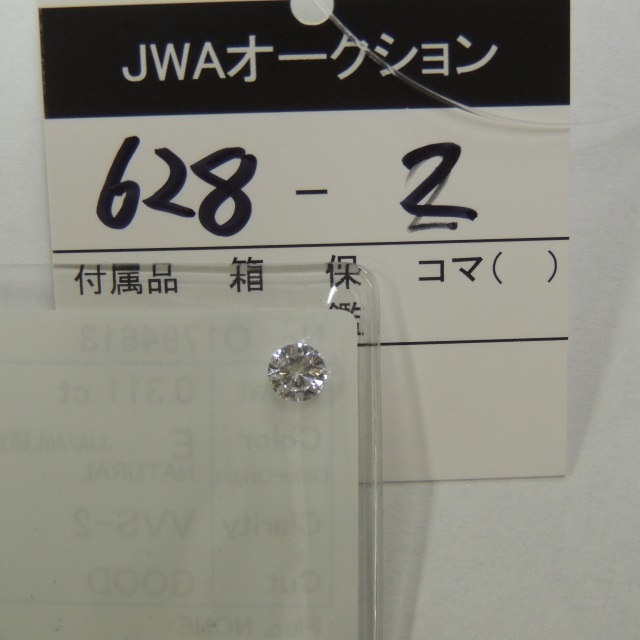 JWAオークション
628 - 2
付属品 箱 保 コマ( )
D1784613
0.311 ct
Color E
NATURAL
Clarity VVS-2
Cut GOOD